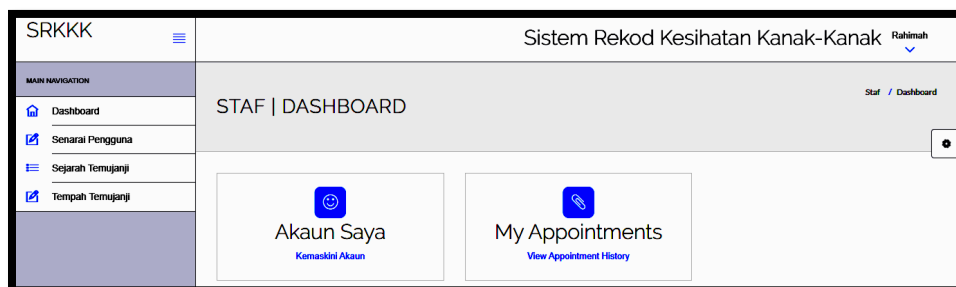 SRKKK
Sistem Rekod Kesihatan Kanak-Kanak
Rahimah
MAIN NAVIGATION
Dashboard
Senarai Pengguna
Sejarah Temujanji
Tempah Temujanji
STAF | DASHBOARD
Staf / Dashboard
Akaun Saya
Kemaskini Akaun
My Appointments
View Appointment History